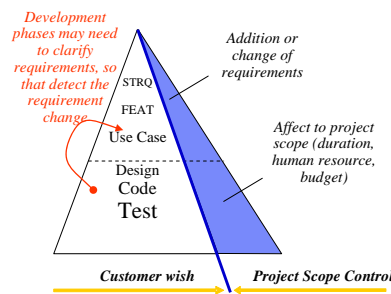 Development
phases may need
to clarify
requirements, so
that detect the
requirement
change
Addition or
change of
requirements
STRQ
FEAT
Use Case
Affect to project
scope (duration,
human resource,
budget)
Design
Code
Test
Customer wish
Project Scope Control